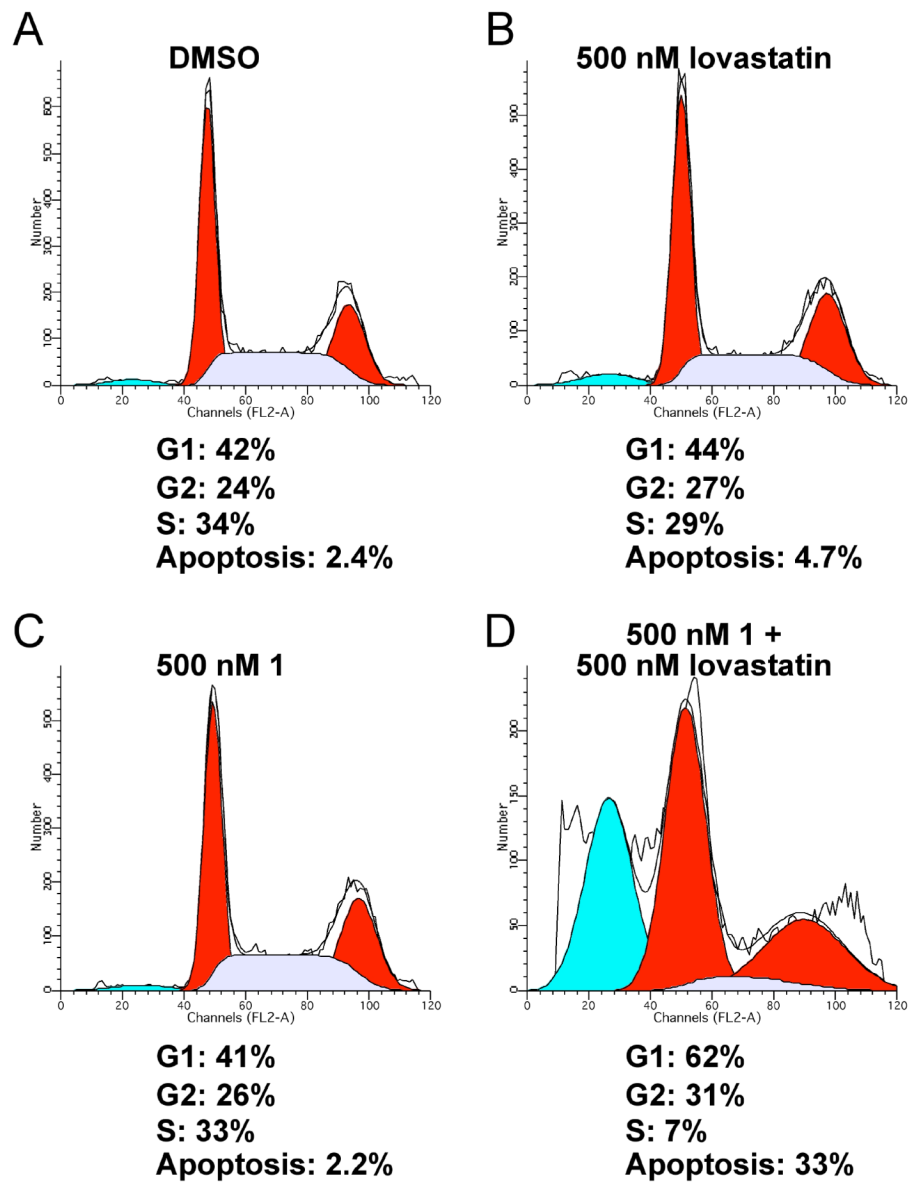 A
DMSO
Number
600
500
400
300
200
100
0
0 20 40 60 80 100 120
Channels (FL2-A)
G1: 42%
G2: 24%
S: 34%
Apoptosis: 2.4%
B
500 nM lovastatin
Number
500
400
300
200
100
0
0 20 40 60 80 100 120
Channels (FL2-A)
G1: 44%
G2: 27%
S: 29%
Apoptosis: 4.7%
C
500 nM 1
Number
500
400
300
200
100
0
0 20 40 60 80 100 120
Channels (FL2-A)
G1: 41%
G2: 26%
S: 33%
Apoptosis: 2.2%
D
500 nM 1 +
500 nM lovastatin
Number
200
150
100
50
0
0 20 40 60 80 100 120
Channels (FL2-A)
G1: 62%
G2: 31%
S: 7%
Apoptosis: 33%